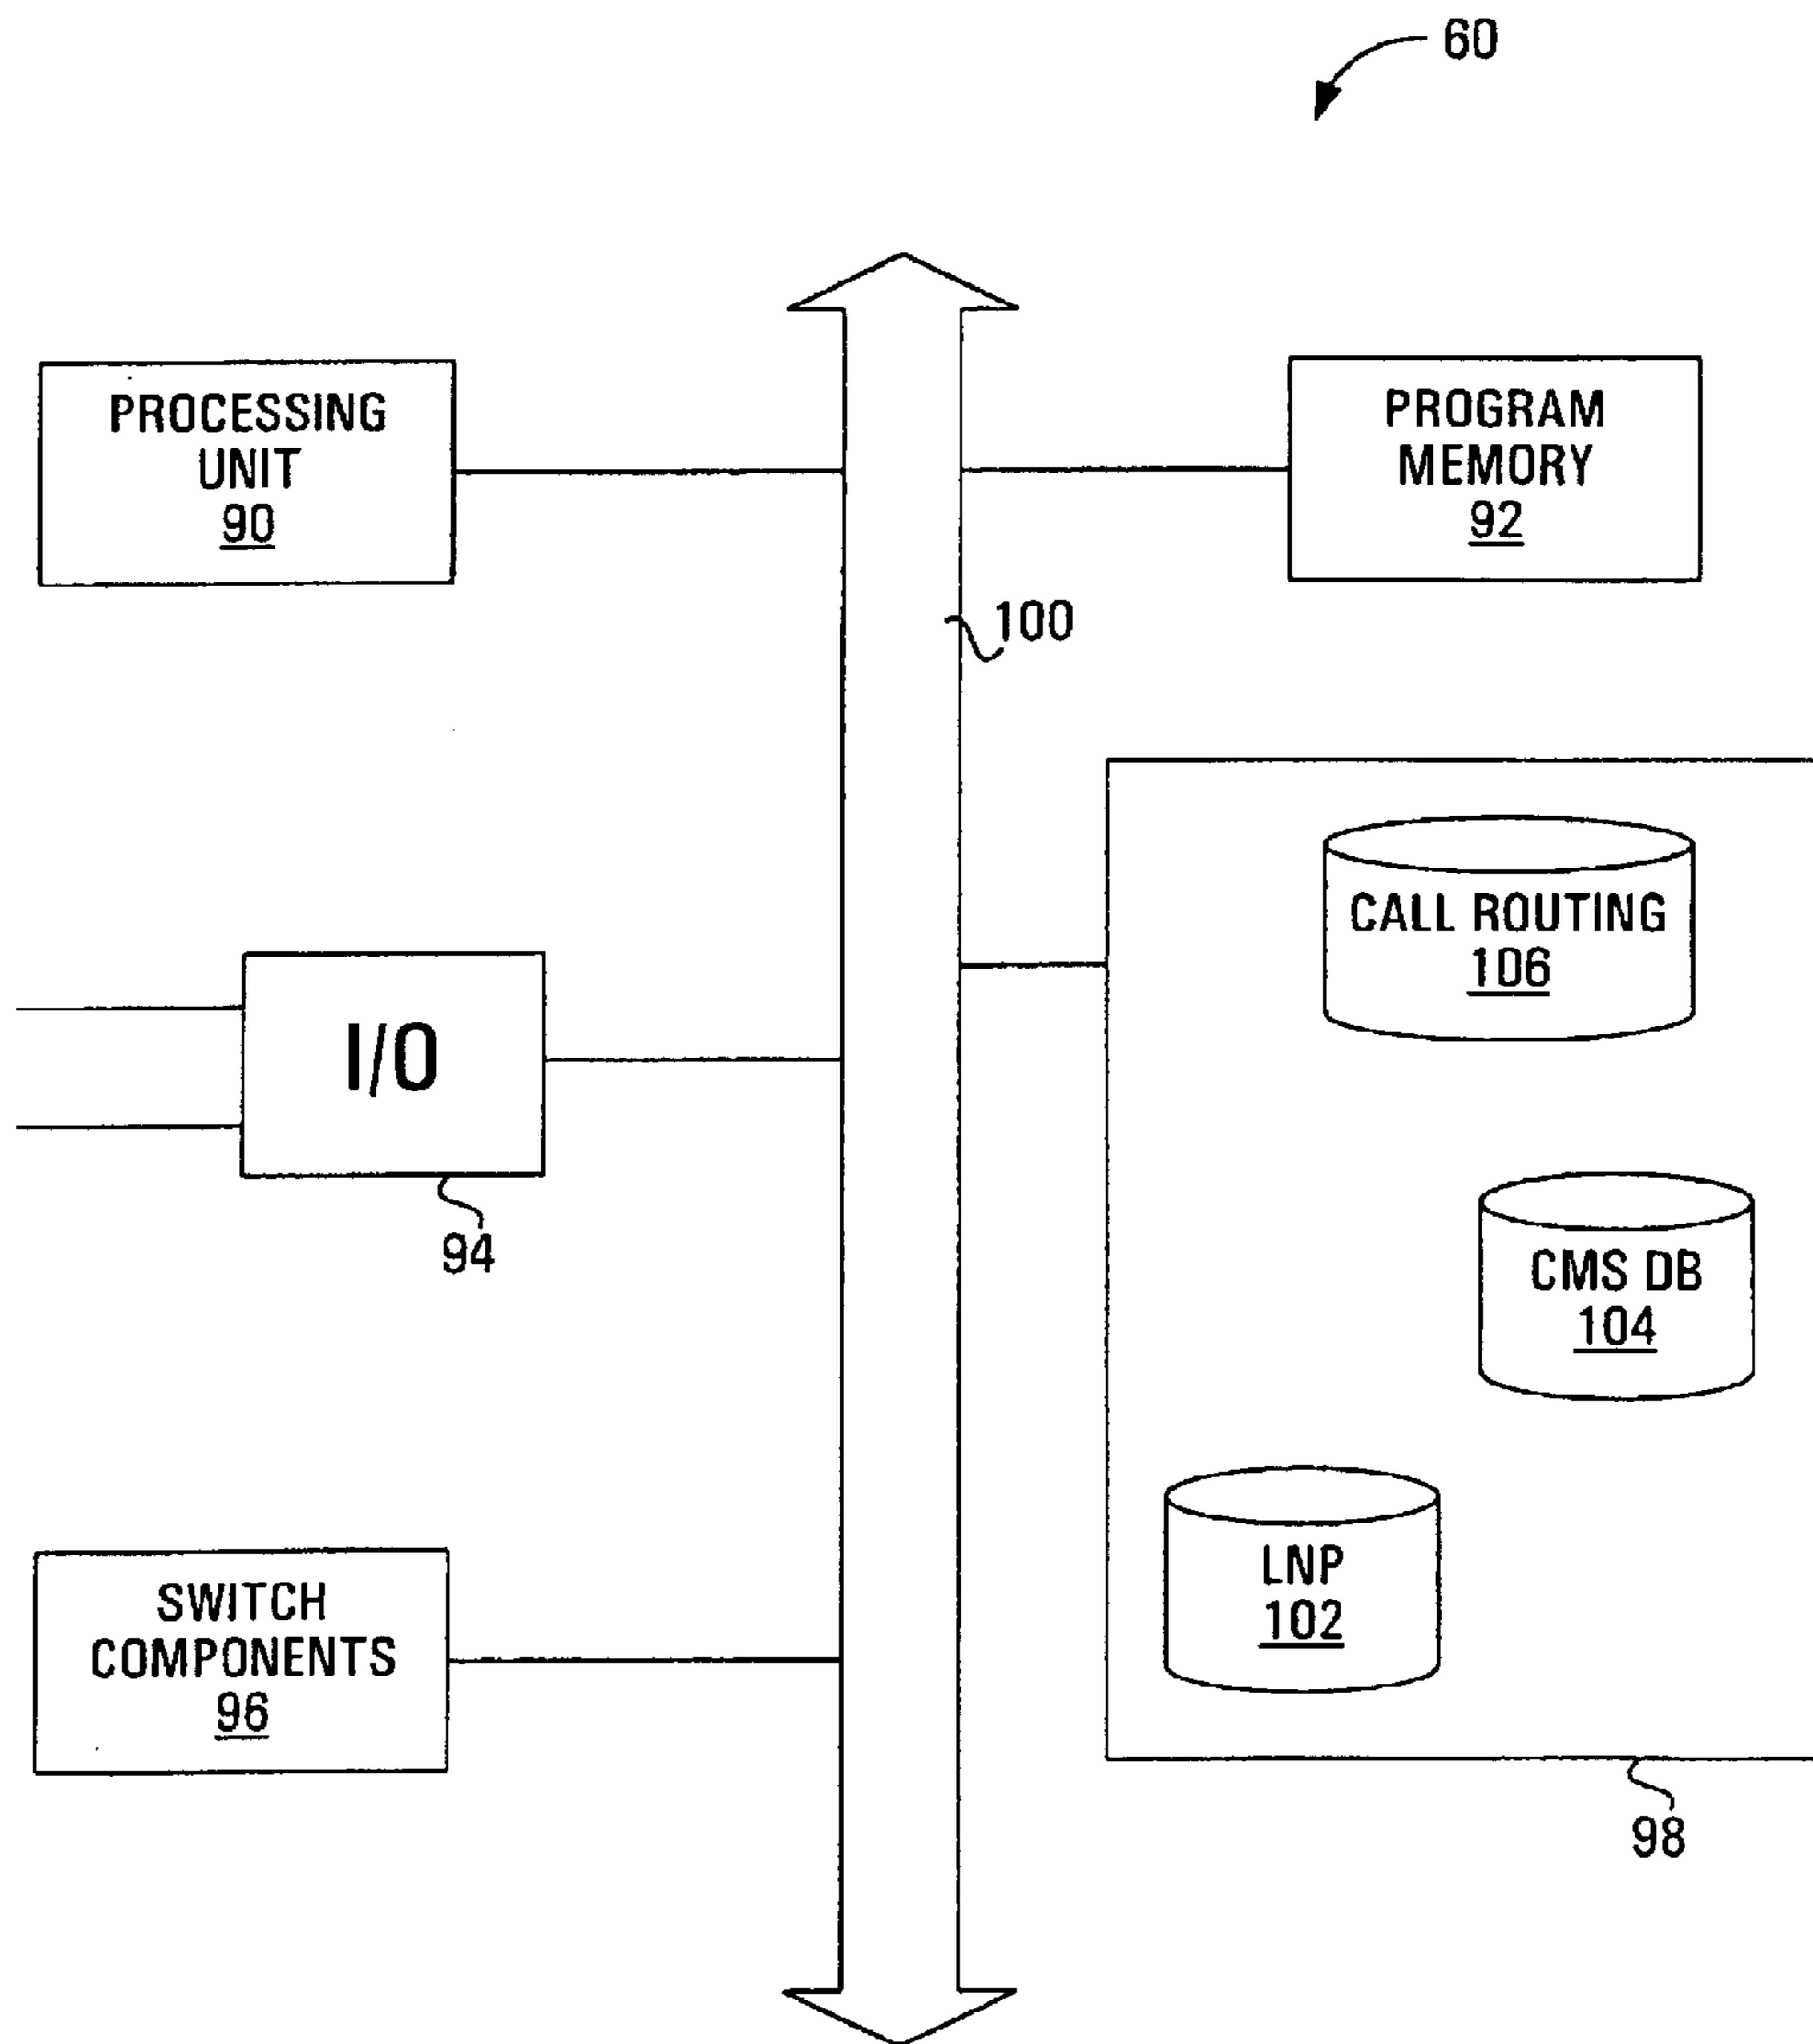 60
PROCESSING
UNIT
90
PROGRAM
MEMORY
92
100
CALL ROUTING
106
I/O
94
CMS DB
104
LNP
102
SWITCH
COMPONENTS
96
98